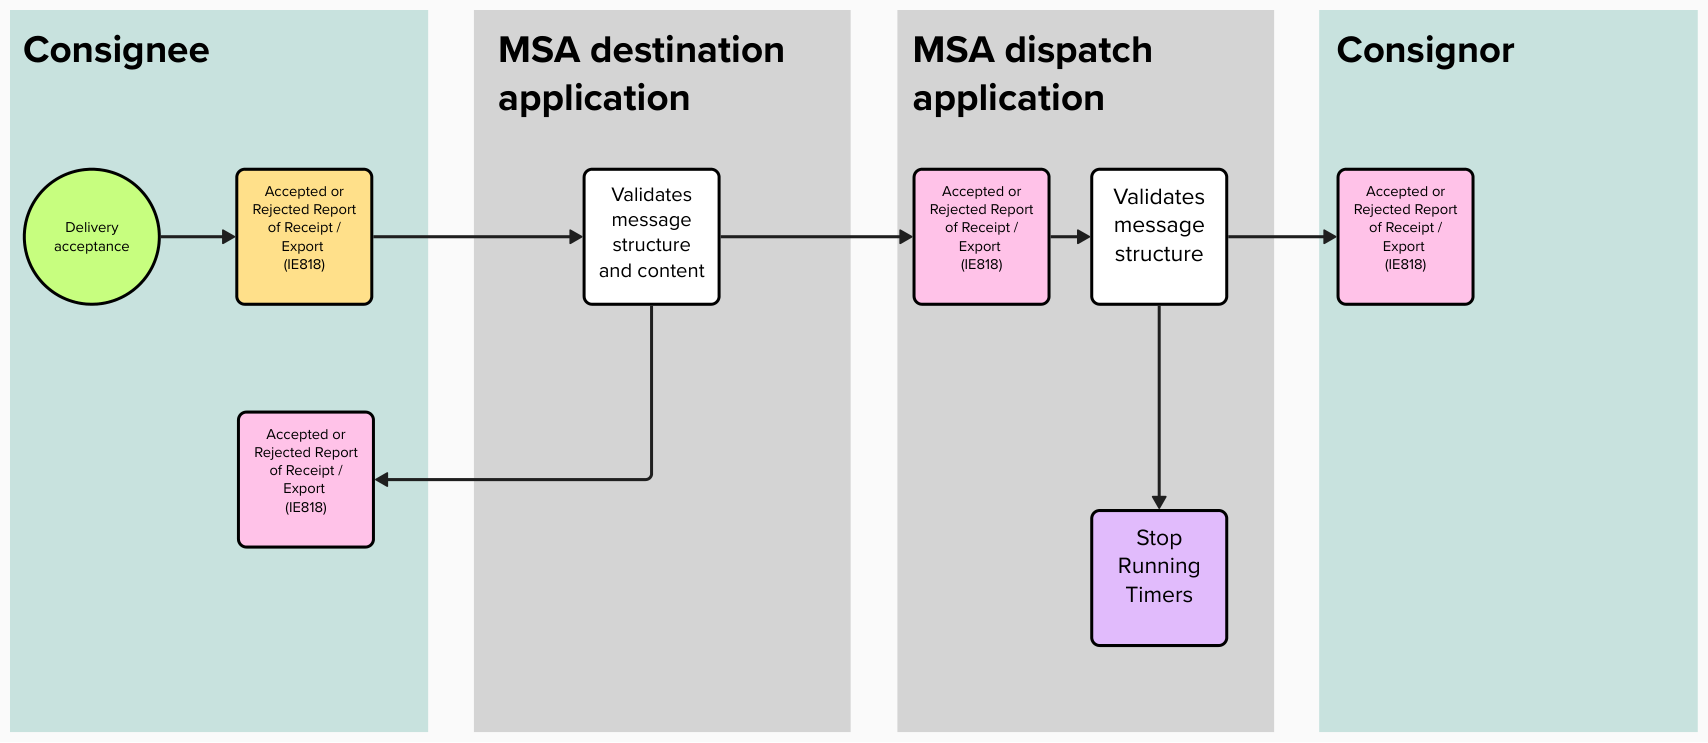 Consignee
MSA destination
application
MSA dispatch
application
Consignor
Delivery
acceptance
Accepted or
Rejected Report
of Receipt /
Export
(IE818)
Validates
message
structure
and content
Accepted or
Rejected Report
of Receipt /
Export
(IE818)
Validates
message
structure
Accepted or
Rejected Report
of Receipt /
Export
(IE818)
Accepted or
Rejected Report
of Receipt /
Export
(IE818)
Stop
Running
Timers